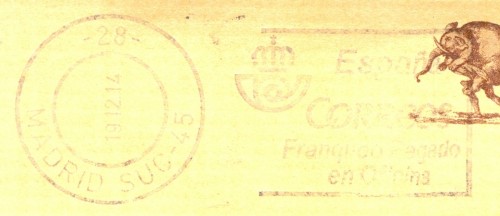 -28-
19 12 14
MADRID SUC-45
España
CORREOS
Franqueo Pagado
en Oficina